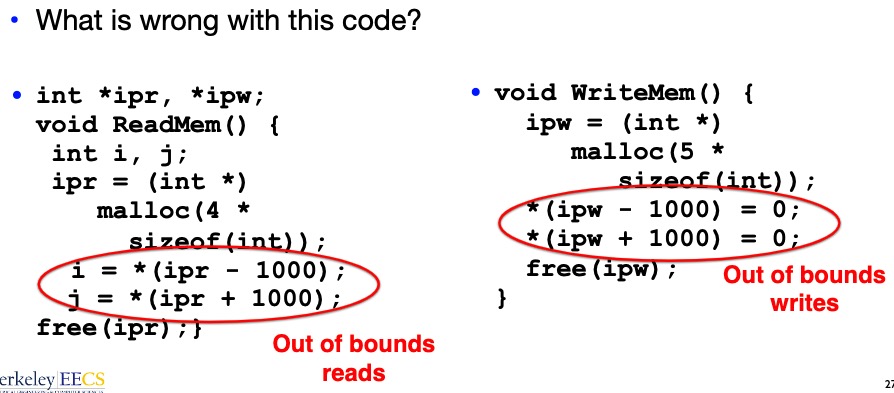 • What is wrong with this code?
• int *ipr, *ipw;
void ReadMem() {
int i, j;
ipr = (int *)
malloc(4 *
sizeof(int));
i = *(ipr - 1000);
j = *(ipr + 1000);
free(ipr);}
Out of bounds
reads
• void WriteMem() {
ipw = (int *)
malloc(5 *
sizeof(int));
*(ipw - 1000) = 0;
*(ipw + 1000) = 0;
free(ipw);
}
Out of bounds
writes
erkeley EECS
27